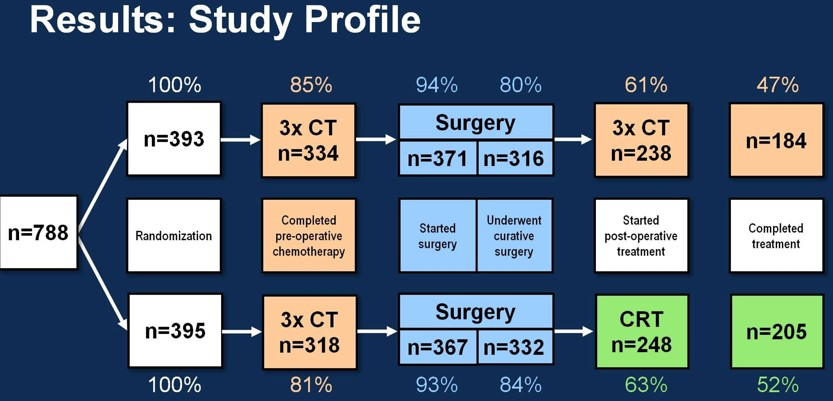 Results: Study Profile
100%
85%
94%
80%
61%
47%
n=393
3x CT
n=334
Surgery
n=371
n=316
3x CT
n=238
n=184
n=788
Randomization
Completed
pre-operative
chemotherapy
Started
surgery
Underwent
curative
surgery
Started
post-operative
treatment
Completed
treatment
n=395
3x CT
n=318
Surgery
n=367
n=332
CRT
n=248
n=205
100%
81%
93%
84%
63%
52%